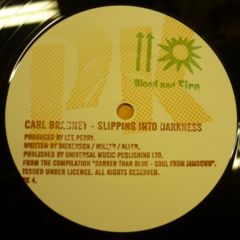 Blood and Fire
CARL BRADNEY - SLIPPING INTO DARKNESS
PRODUCED BY LEE PERRY.
WRITTEN BY DICKERSON / MILLER / ALLEN.
PUBLISHED BY UNIVERSAL MUSIC PUBLISHING LTD.
FROM THE COMPILATION "DARKER THAN BLUE - SOUL FROM JAMDOWN".
ISSUED UNDER LICENCE. ALL RIGHTS RESERVED.